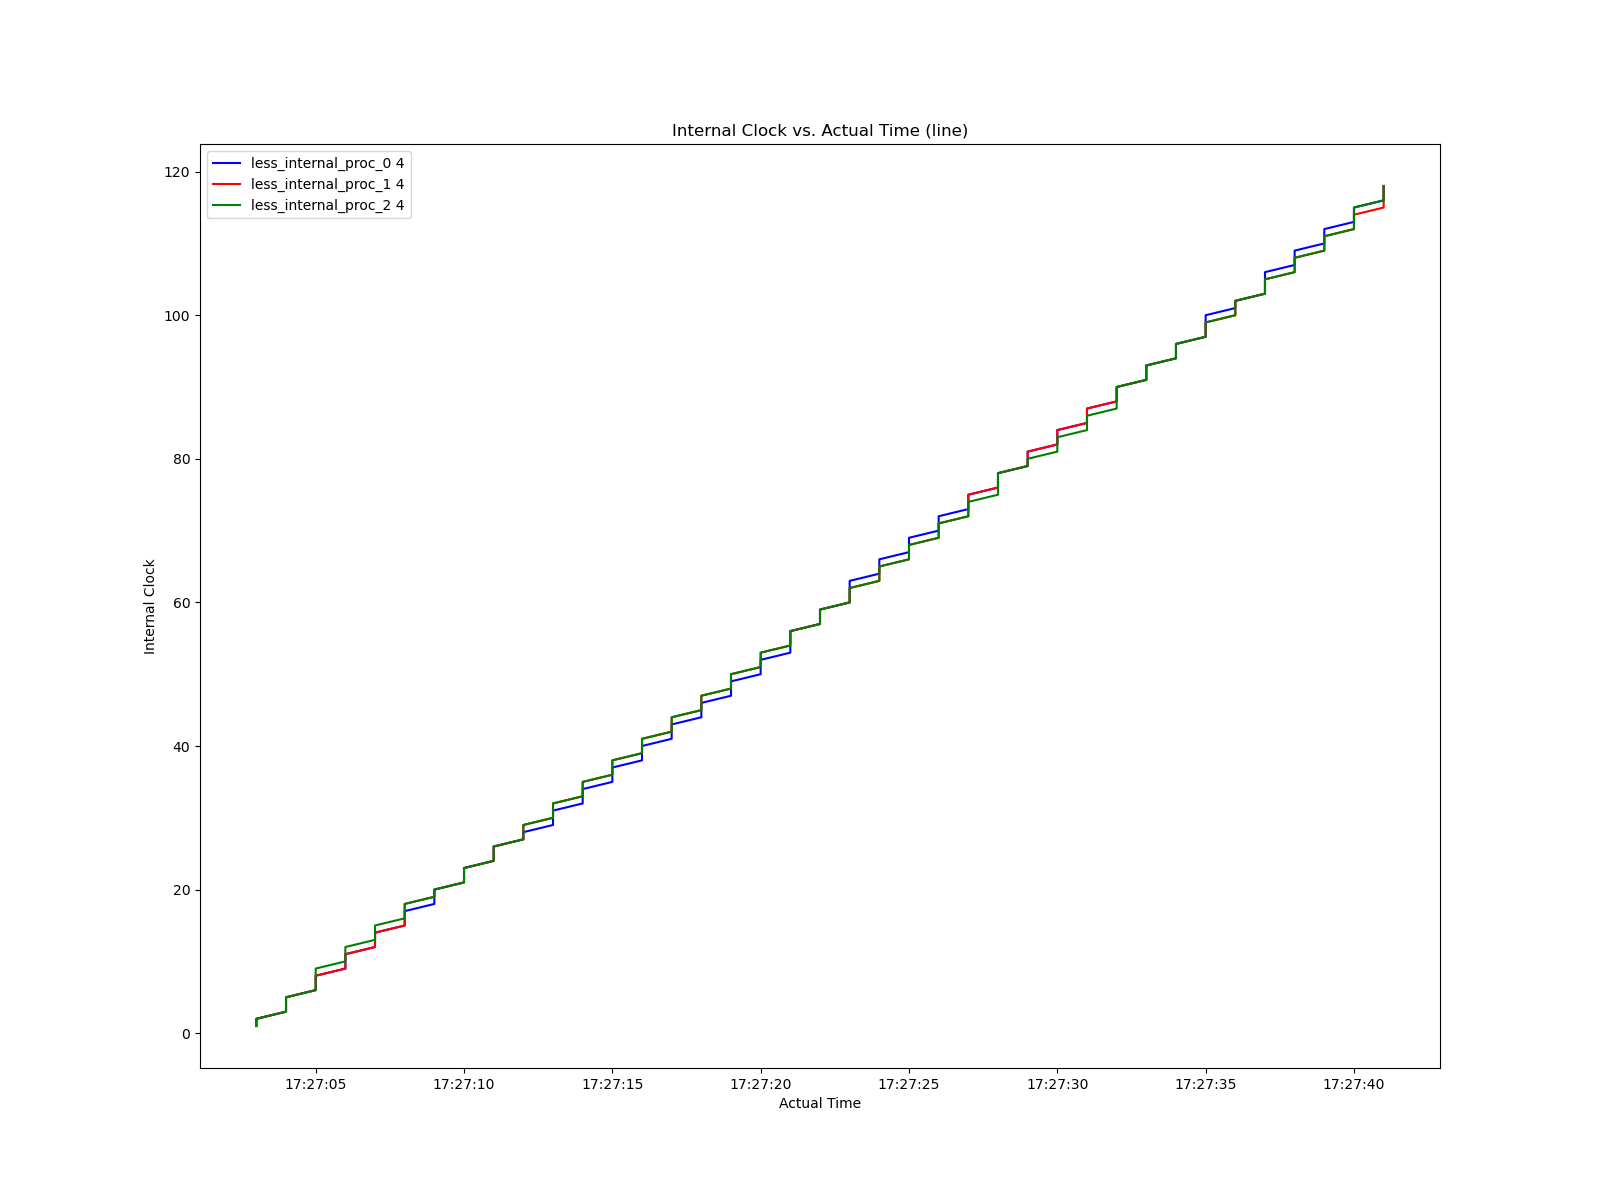 Internal Clock vs. Actual Time (line)
less_internal_proc_0 4
less_internal_proc_1 4
less_internal_proc_2 4
120
100
80
60
40
20
0
Internal Clock
17:27:05 17:27:10 17:27:15 17:27:20 17:27:25 17:27:30 17:27:35 17:27:40
Actual Time